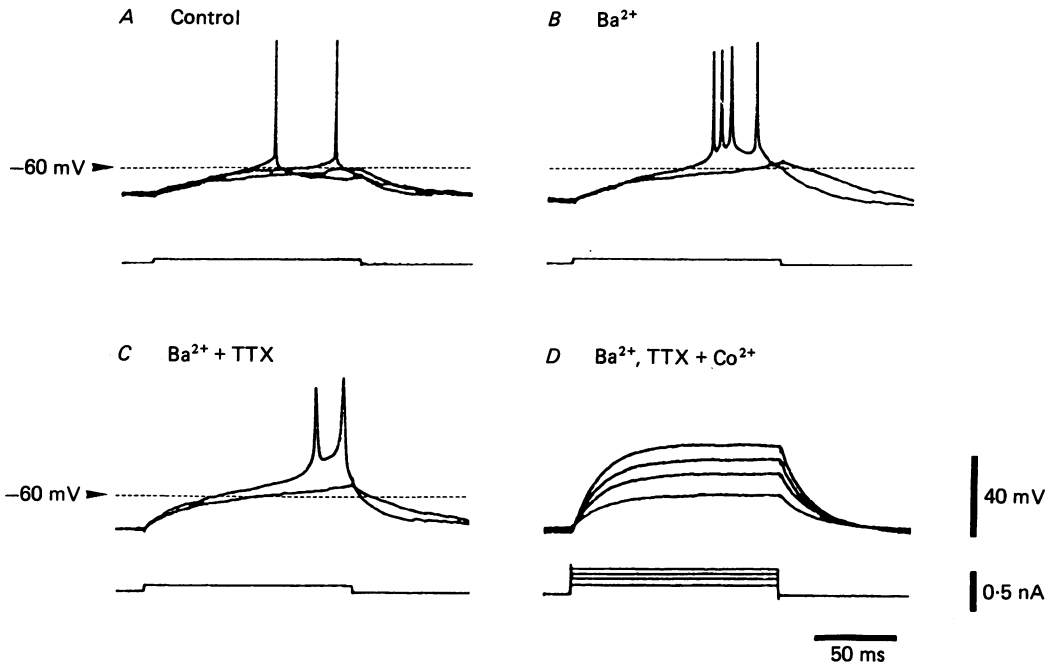 A Control
B Ba²⁺
−60 mV
C Ba²⁺ + TTX
D Ba²⁺, TTX + Co²⁺
−60 mV
40 mV
0·5 nA
50 ms